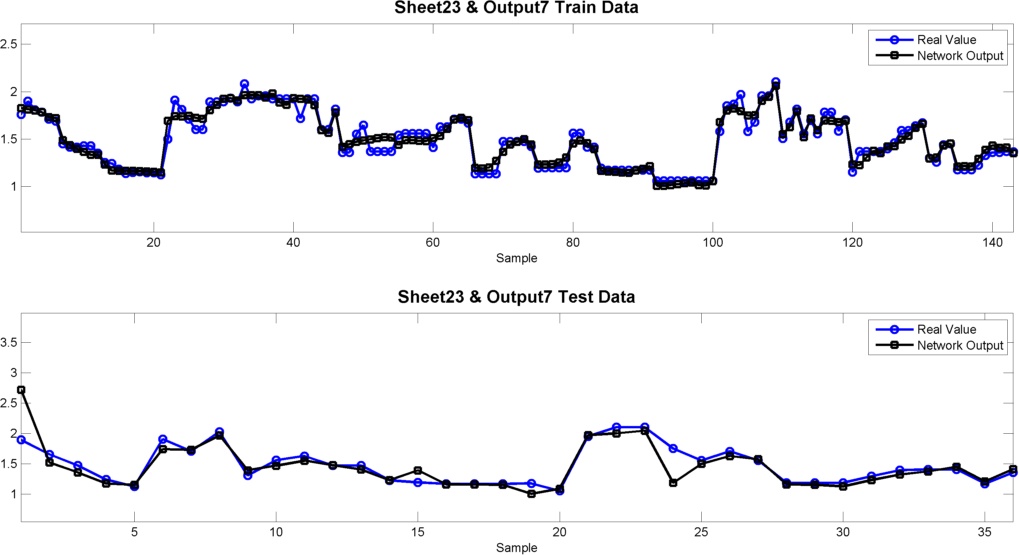 Sheet23 & Output7 Train Data
Real Value
Network Output
2.5
2
1.5
1
20 40 60 80 100 120 140
Sample
Sheet23 & Output7 Test Data
Real Value
Network Output
3.5
3
2.5
2
1.5
1
5 10 15 20 25 30 35
Sample